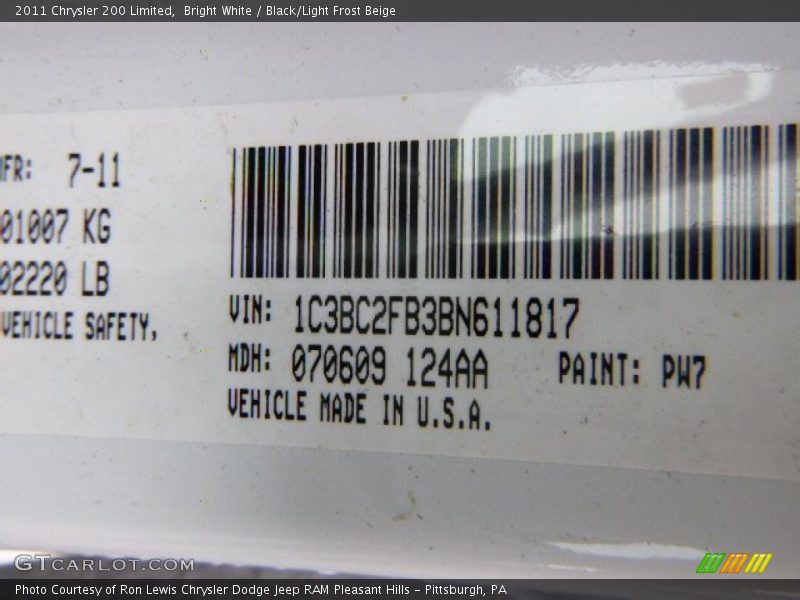 2011 Chrysler 200 Limited,  Bright White / Black/Light Frost Beige
MFR: 7-11
01007 KG
02220 LB
VEHICLE SAFETY,
VIN: 1C3BC2FB3BN611817
MDH: 070609 124AA PAINT: PW7
VEHICLE MADE IN U.S.A.
GTCARLOT.COM
Photo Courtesy of Ron Lewis Chrysler Dodge Jeep RAM Pleasant Hills – Pittsburgh, PA